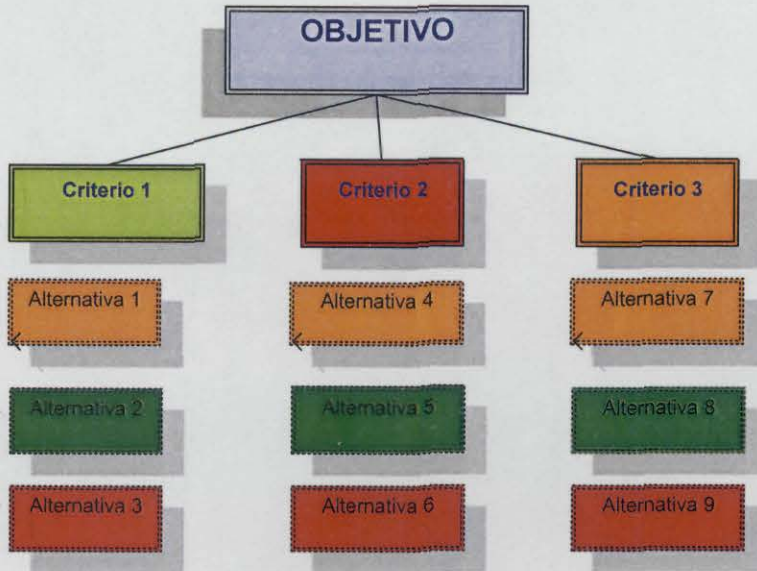 OBJETIVO
Criterio 1
Criterio 2
Criterio 3
Alternativa 1
Alternativa 4
Alternativa 7
Alternativa 2
Alternativa 5
Alternativa 8
Alternativa 3
Alternativa 6
Alternativa 9